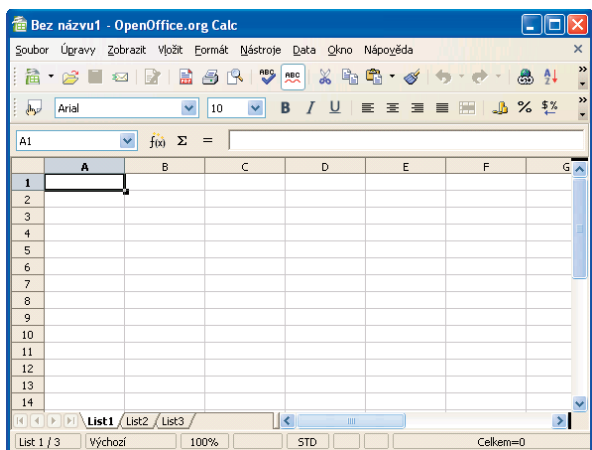 Bez názvu1 - OpenOffice.org Calc
Soubor Úpravy Zobrazit Vložit Formát Nástroje Data Okno Nápověda
ABC ABC
Arial 10 B I U % $%
A1 f(x) Σ =
A B C D E F G
1
2
3
4
5
6
7
8
9
10
11
12
13
14
List1 List2 List3
List 1 / 3 Výchozí 100% STD Celkem=0